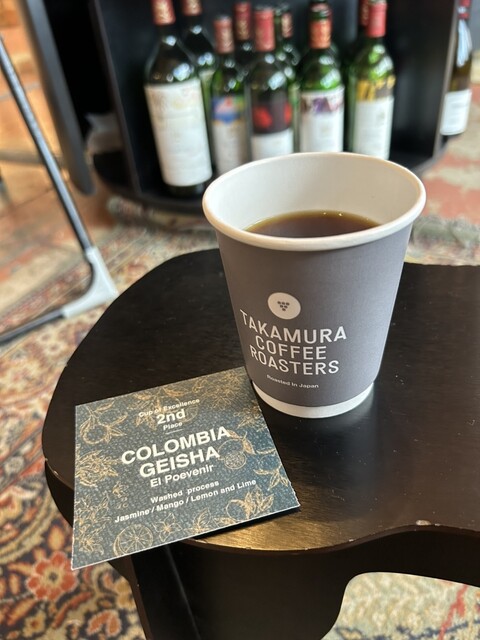 TAKAMURA
COFFEE
ROASTERS
Roasted in Japan
Cup of Excellence
2nd
Place
COLOMBIA
GEISHA
El Poevenir
Washed process
Jasmine / Mango / Lemon and Lime